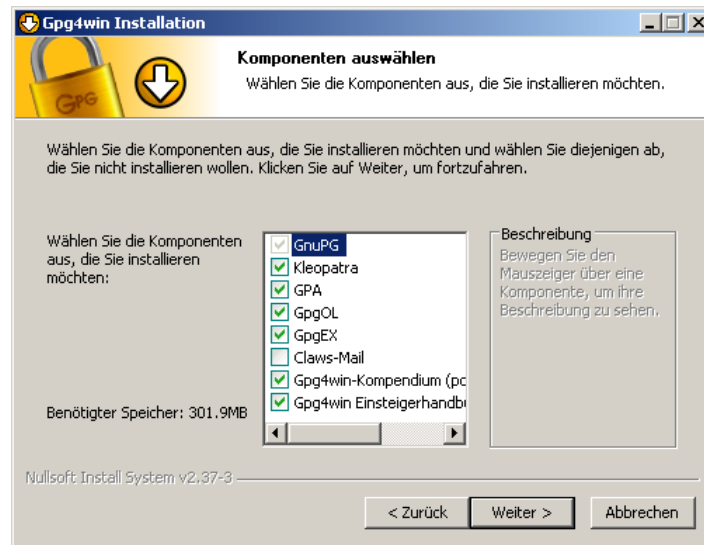 Gpg4win Installation
GPG
Komponenten auswählen
Wählen Sie die Komponenten aus, die Sie installieren möchten.
Wählen Sie die Komponenten aus, die Sie installieren möchten und wählen Sie diejenigen ab,
die Sie nicht installieren wollen. Klicken Sie auf Weiter, um fortzufahren.
Wählen Sie die Komponenten
aus, die Sie installieren
möchten:
GnuPG
Kleopatra
GPA
GpgOL
GpgEX
Claws-Mail
Gpg4win-Kompendium (pd
Gpg4win Einsteigerhandbu
Beschreibung
Bewegen Sie den
Mauszeiger über eine
Komponente, um ihre
Beschreibung zu sehen.
Benötigter Speicher: 301.9MB
Nullsoft Install System v2.37-3
< Zurück
Weiter >
Abbrechen